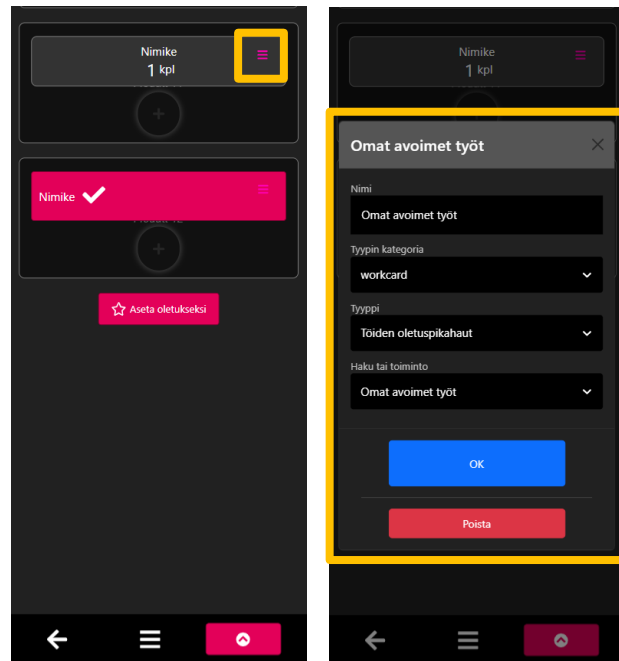 Nimike
1 kpl
Nimike
Aseta oletukseksi
Nimike
1 kpl
Omat avoimet työt
Nimi
Omat avoimet työt
Tyypin kategoria
workcard
Tyyppi
Töiden oletuspikahaut
Haku tai toiminto
Omat avoimet työt
OK
Poista